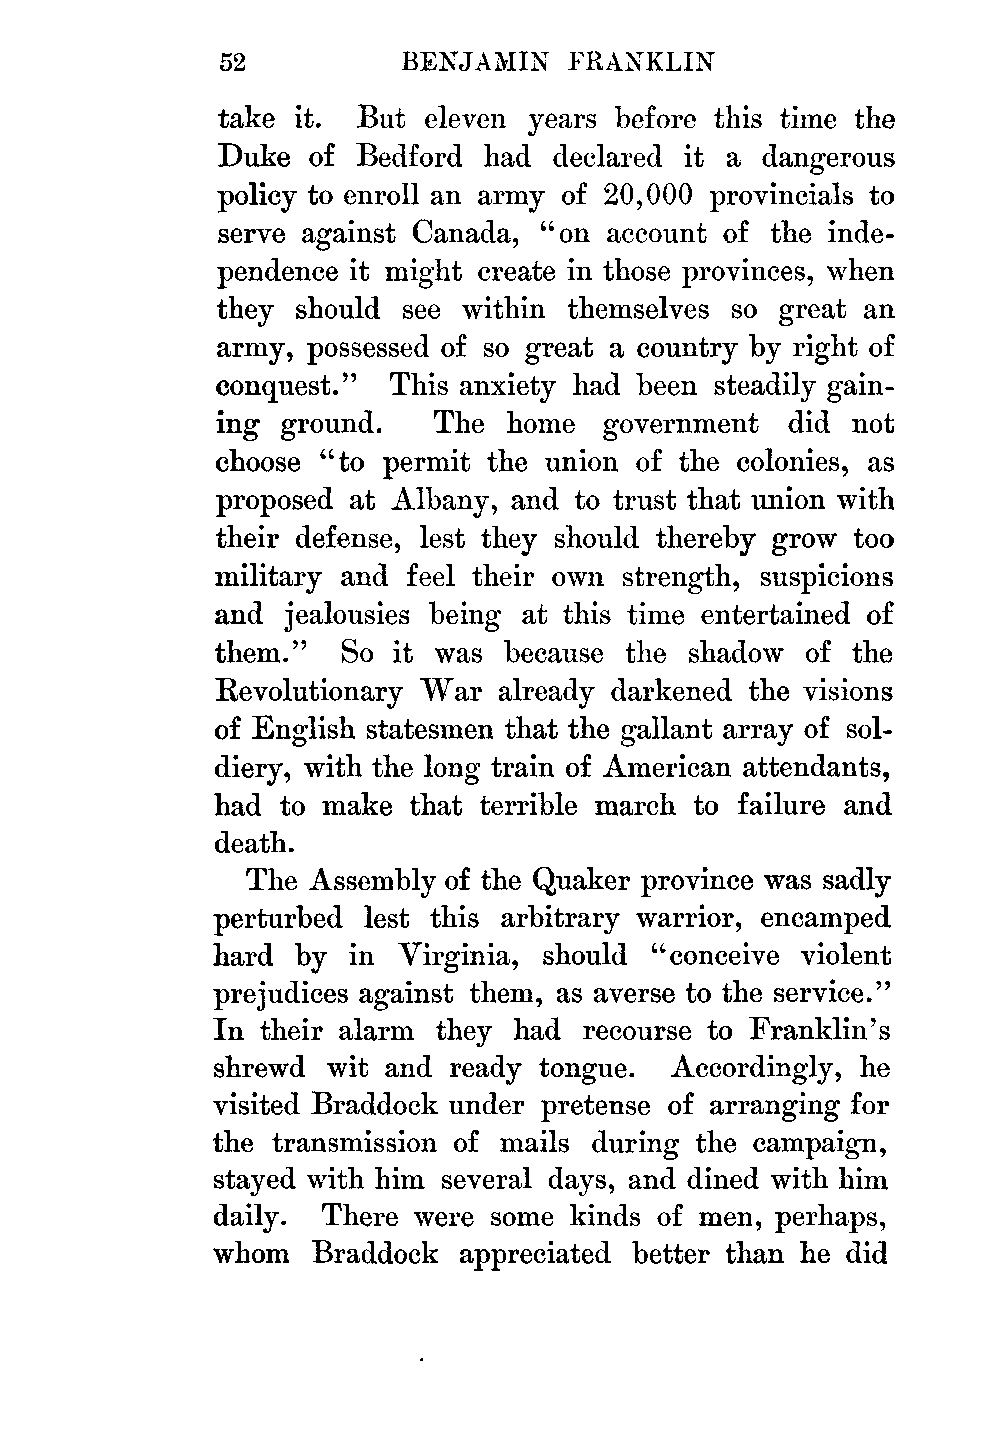 52 BENJAMIN FRANKLIN
take it. But eleven years before this time the
Duke of Bedford had declared it a dangerous
policy to enroll an army of 20,000 provincials to
serve against Canada, “on account of the inde-
pendence it might create in those provinces, when
they should see within themselves so great an
army, possessed of so great a country by right of
conquest.” This anxiety had been steadily gain-
ing ground. The home government did not
choose “to permit the union of the colonies, as
proposed at Albany, and to trust that union with
their defense, lest they should thereby grow too
military and feel their own strength, suspicions
and jealousies being at this time entertained of
them.” So it was because the shadow of the
Revolutionary War already darkened the visions
of English statesmen that the gallant array of sol-
diery, with the long train of American attendants,
had to make that terrible march to failure and
death.
The Assembly of the Quaker province was sadly
perturbed lest this arbitrary warrior, encamped
hard by in Virginia, should “conceive violent
prejudices against them, as averse to the service.”
In their alarm they had recourse to Franklin’s
shrewd wit and ready tongue. Accordingly, he
visited Braddock under pretense of arranging for
the transmission of mails during the campaign,
stayed with him several days, and dined with him
daily. There were some kinds of men, perhaps,
whom Braddock appreciated better than he did